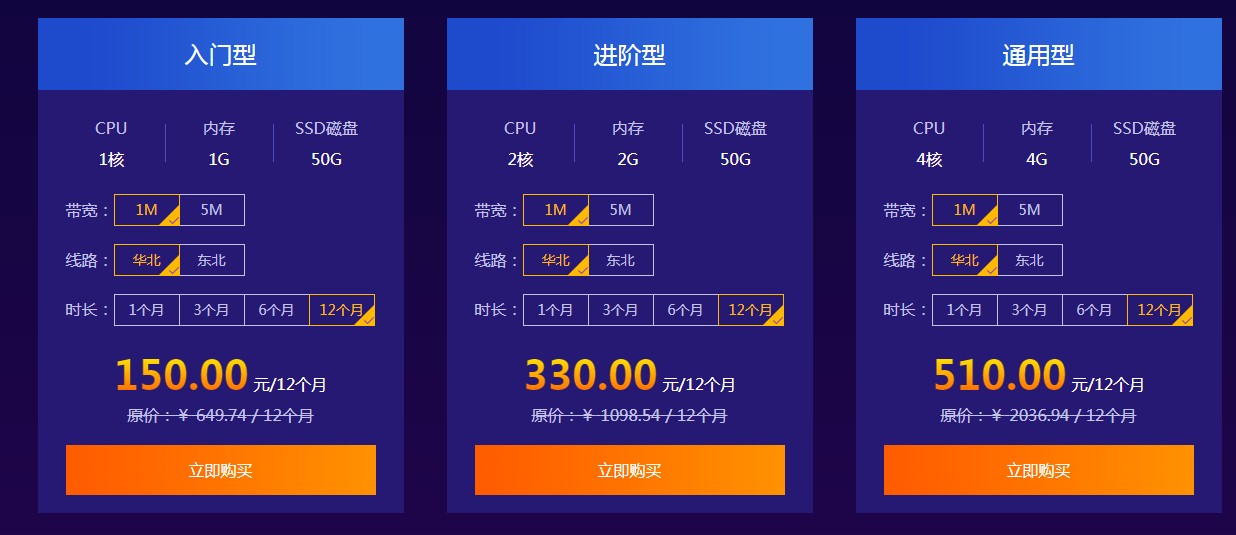 入门型
CPU 内存 SSD磁盘
1核 1G 50G
带宽： 1M 5M
线路： 华北 东北
时长： 1个月 3个月 6个月 12个月
150.00 元/12个月
原价：¥ 649.74 / 12个月
立即购买
进阶型
CPU 内存 SSD磁盘
2核 2G 50G
带宽： 1M 5M
线路： 华北 东北
时长： 1个月 3个月 6个月 12个月
330.00 元/12个月
原价：¥ 1098.54 / 12个月
立即购买
通用型
CPU 内存 SSD磁盘
4核 4G 50G
带宽： 1M 5M
线路： 华北 东北
时长： 1个月 3个月 6个月 12个月
510.00 元/12个月
原价：¥ 2036.94 / 12个月
立即购买